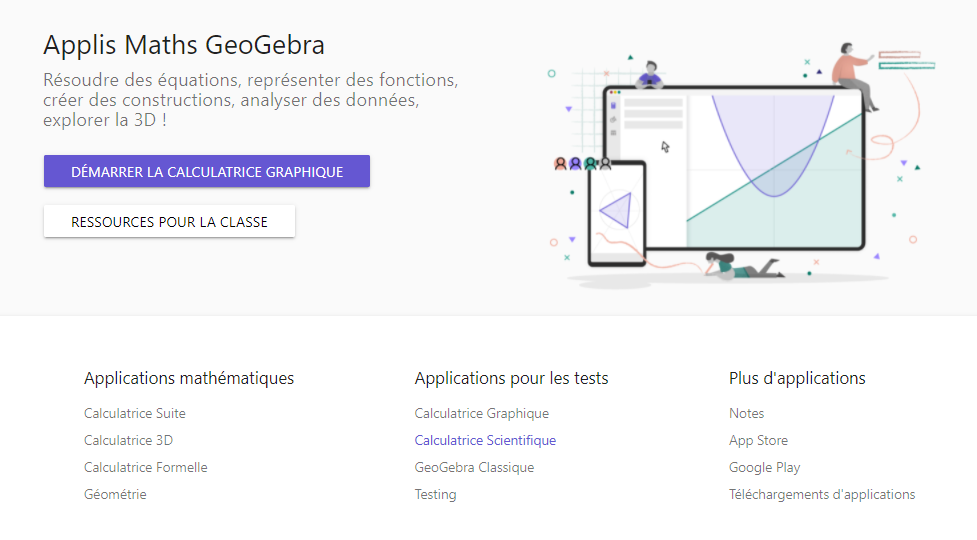 Applis Maths GeoGebra
Résoudre des équations, représenter des fonctions,
créer des constructions, analyser des données,
explorer la 3D !
DÉMARRER LA CALCULATRICE GRAPHIQUE
RESSOURCES POUR LA CLASSE
Applications mathématiques
Calculatrice Suite
Calculatrice 3D
Calculatrice Formelle
Géométrie
Applications pour les tests
Calculatrice Graphique
Calculatrice Scientifique
GeoGebra Classique
Testing
Plus d'applications
Notes
App Store
Google Play
Téléchargements d'applications